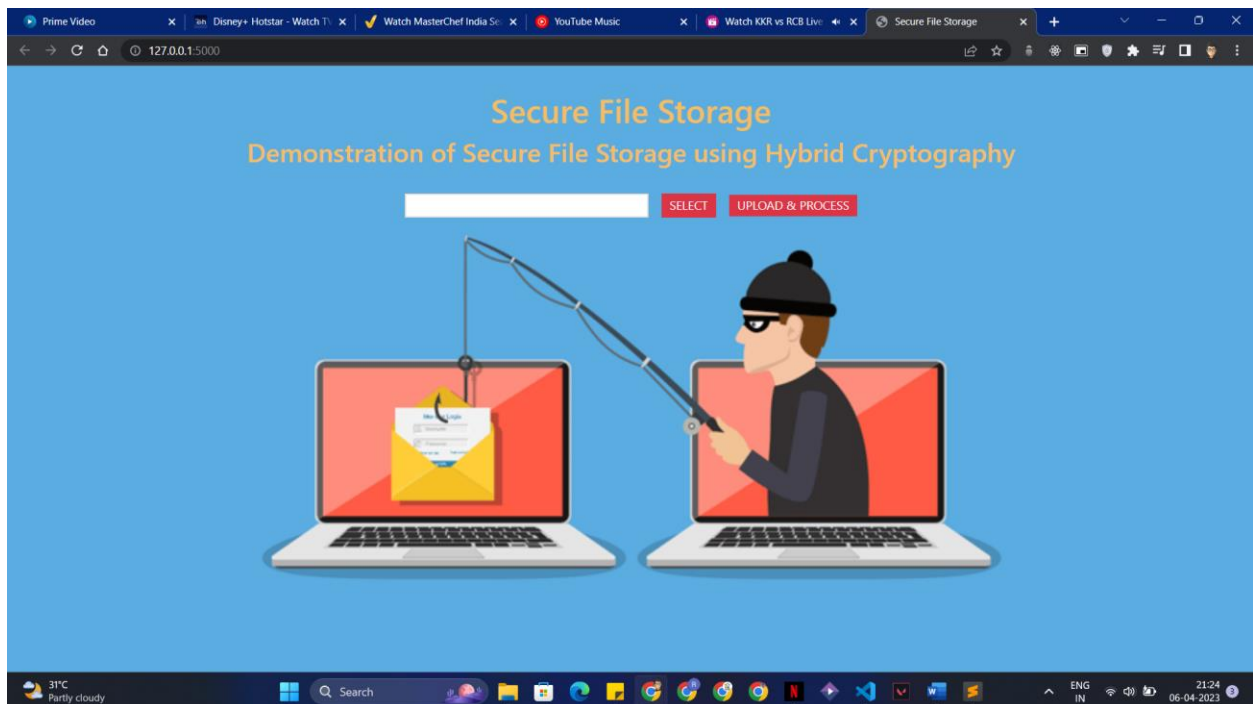 Prime Video
Disney+ Hotstar - Watch TV
Watch MasterChef India Se
YouTube Music
Watch KKR vs RCB Live
Secure File Storage
127.0.0.1:5000
Secure File Storage
Demonstration of Secure File Storage using Hybrid Cryptography
SELECT
UPLOAD & PROCESS
Login
31°C
Partly cloudy
Search
ENG
IN
21:24
06-04-2023
3